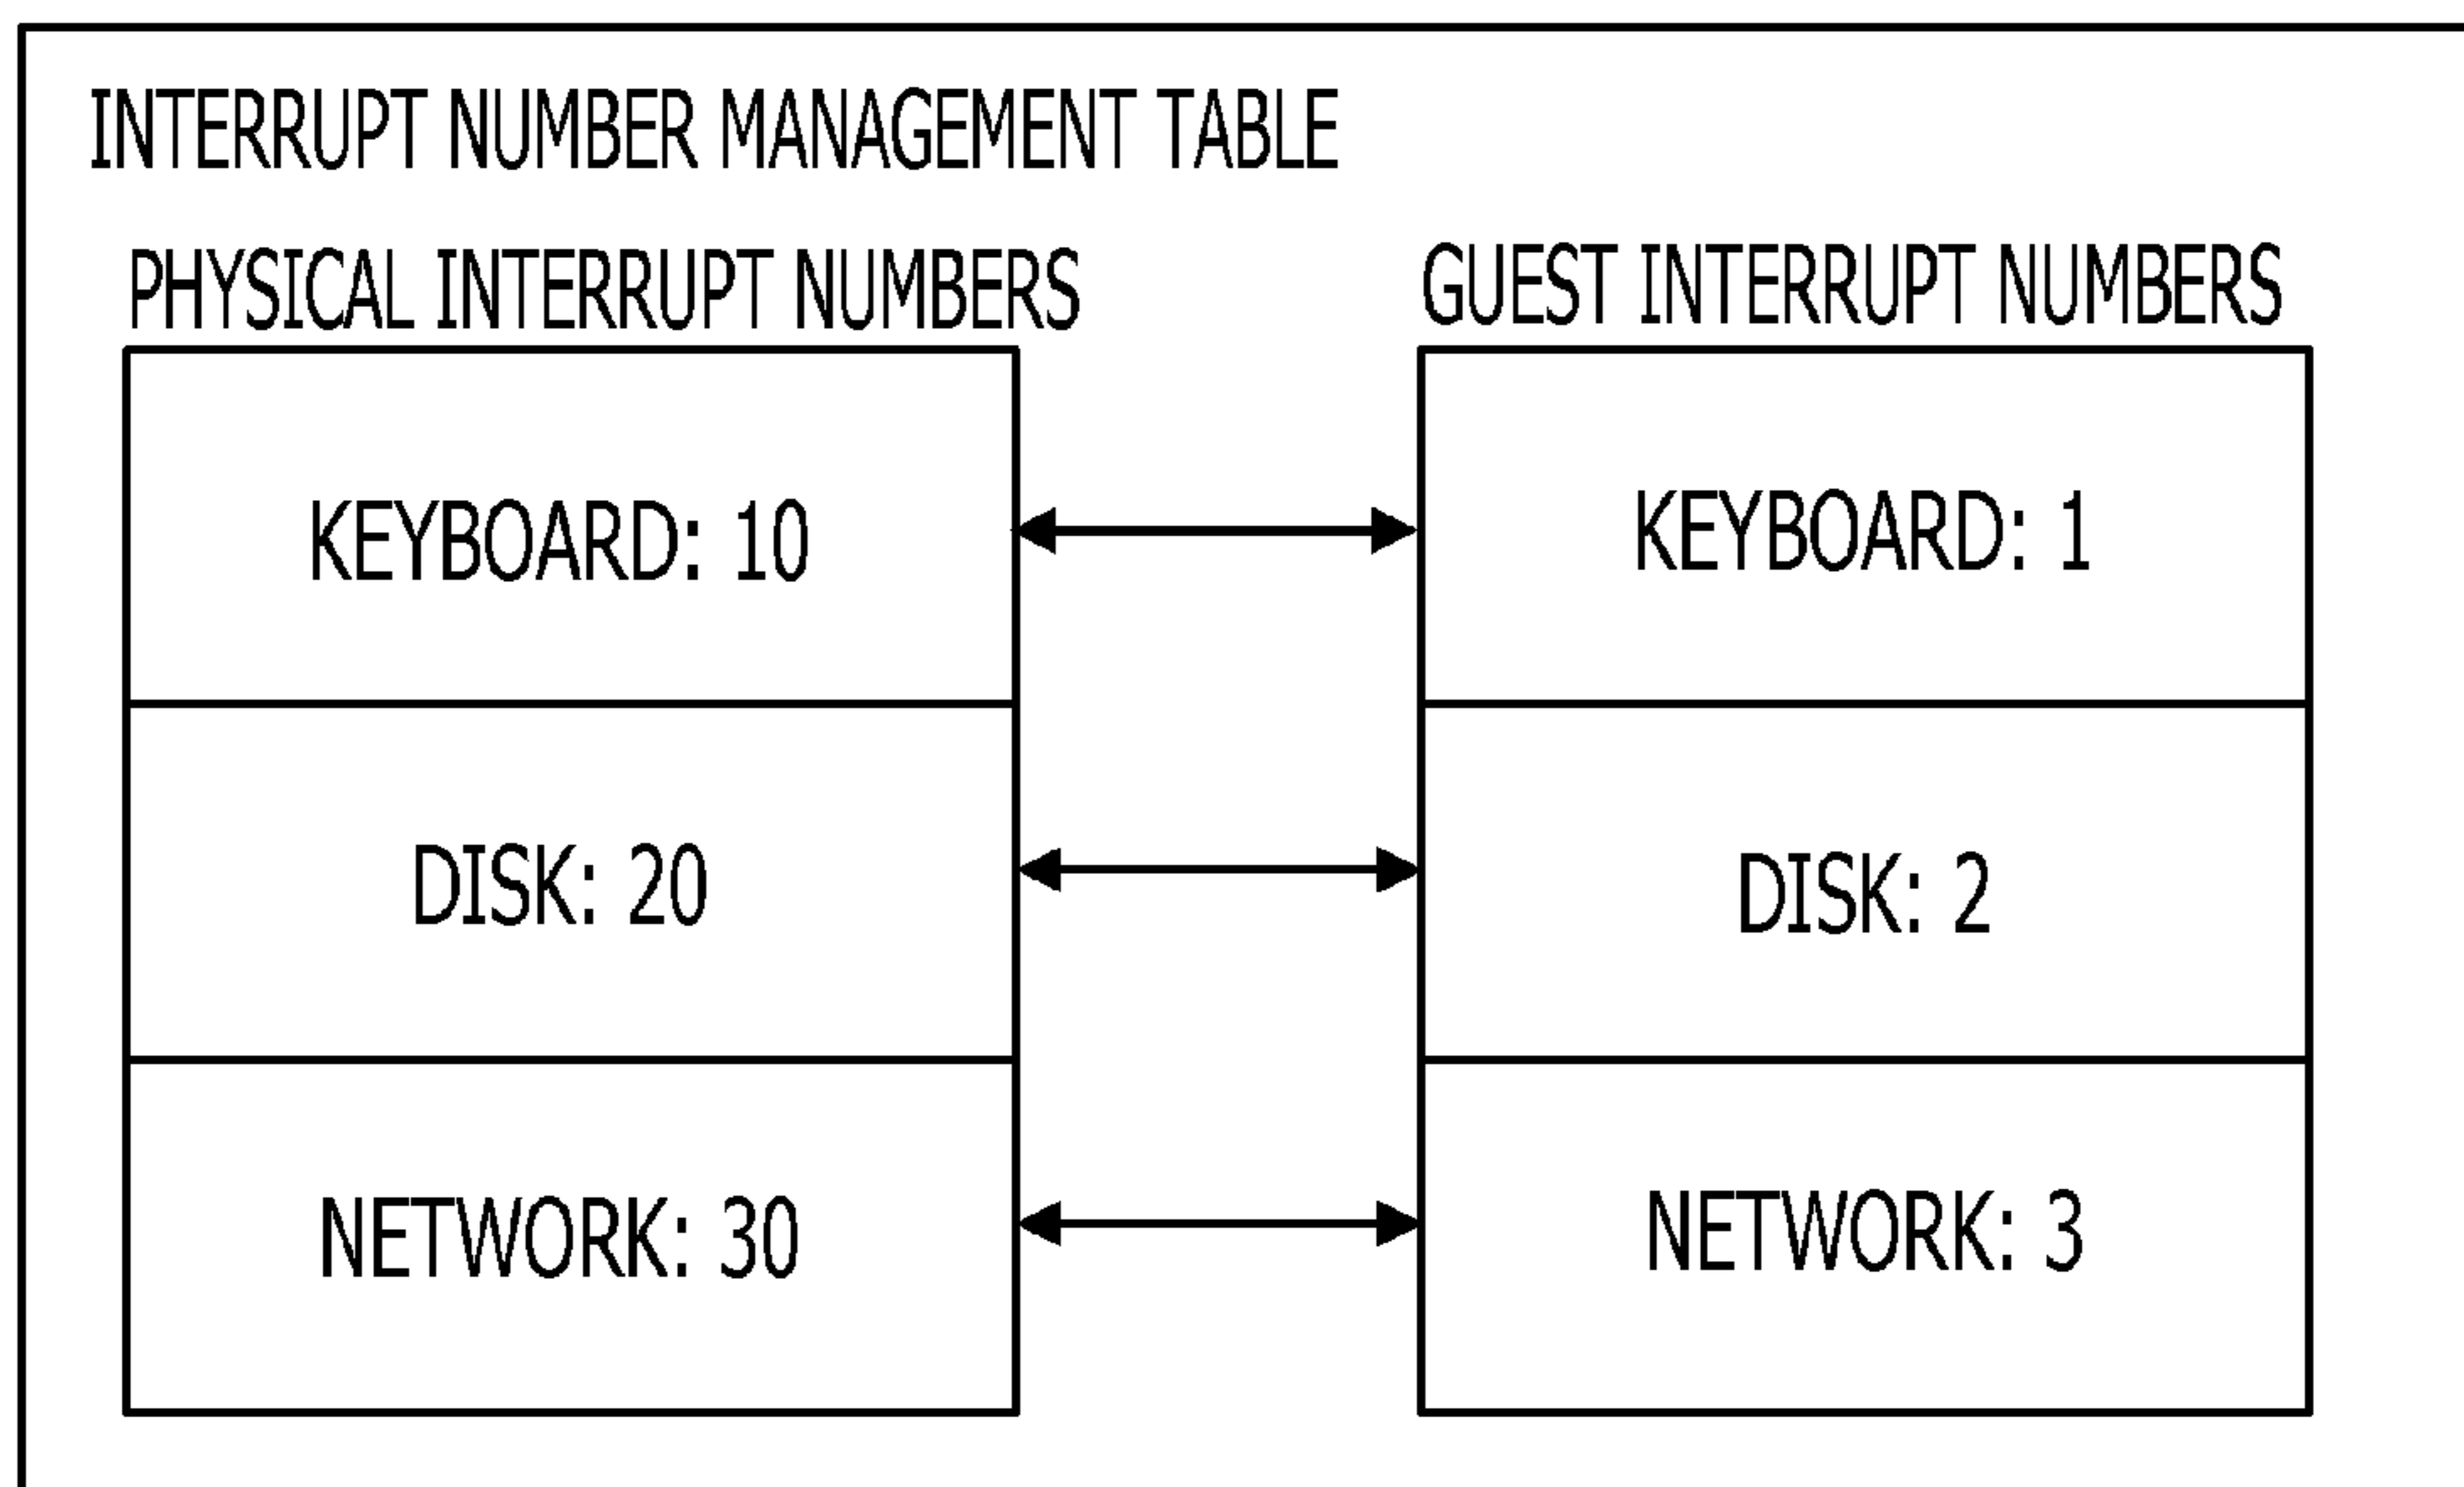 INTERRUPT NUMBER MANAGEMENT TABLE
PHYSICAL INTERRUPT NUMBERS
GUEST INTERRUPT NUMBERS
KEYBOARD: 10
KEYBOARD: 1
DISK: 20
DISK: 2
NETWORK: 30
NETWORK: 3